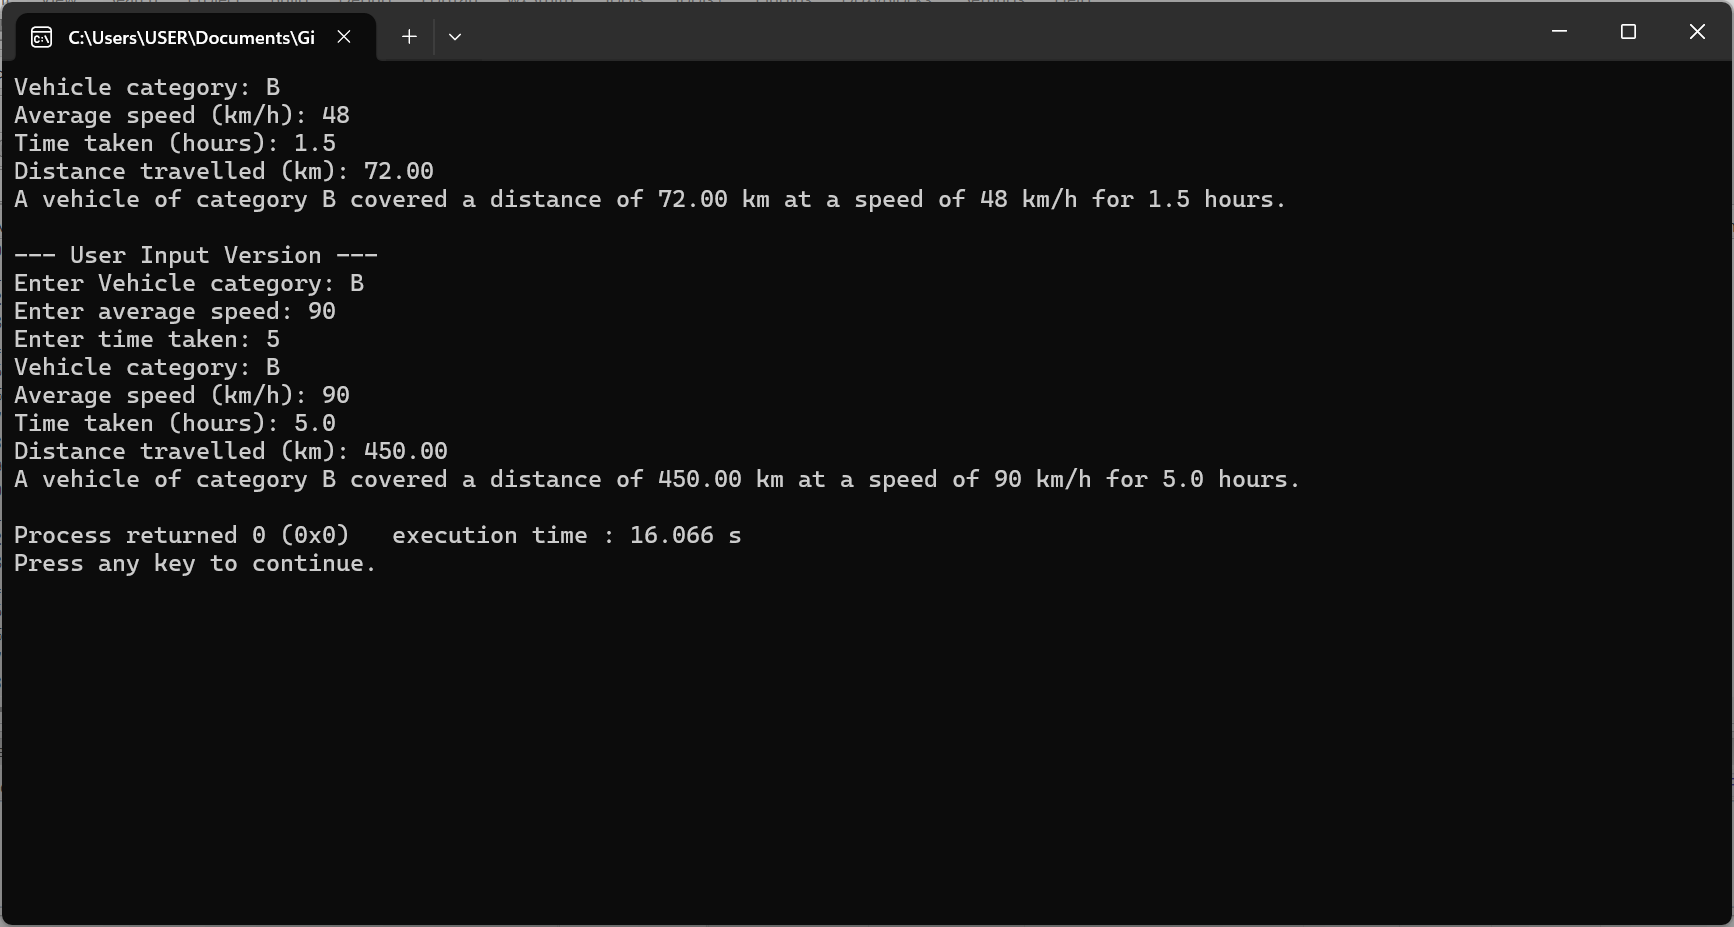 C:\Users\USER\Documents\Gi
Vehicle category: B
Average speed (km/h): 48
Time taken (hours): 1.5
Distance travelled (km): 72.00
A vehicle of category B covered a distance of 72.00 km at a speed of 48 km/h for 1.5 hours.
--- User Input Version ---
Enter Vehicle category: B
Enter average speed: 90
Enter time taken: 5
Vehicle category: B
Average speed (km/h): 90
Time taken (hours): 5.0
Distance travelled (km): 450.00
A vehicle of category B covered a distance of 450.00 km at a speed of 90 km/h for 5.0 hours.
Process returned 0 (0x0)   execution time : 16.066 s
Press any key to continue.